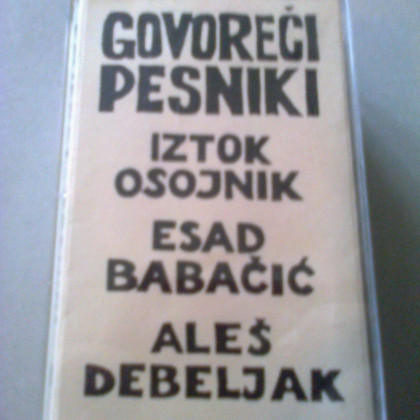 GOVOREČI
PESNIKI
IZTOK
OSOJNIK
ESAD
BABAČIĆ
ALEŠ
DEBELJAK